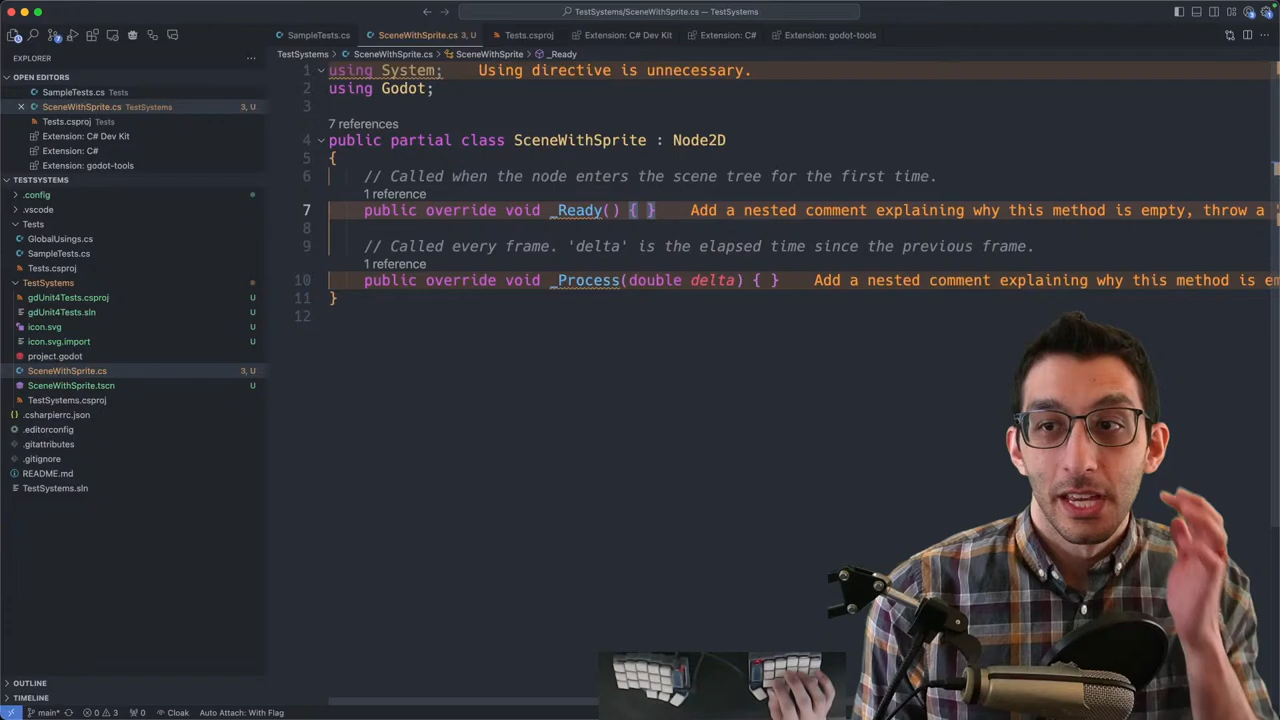 TestSystems/SceneWithSprite.cs — TestSystems
EXPLORER
OPEN EDITORS
SampleTests.cs Tests
SceneWithSprite.cs TestSystems 3, U
Tests.csproj Tests
Extension: C# Dev Kit
Extension: C#
Extension: godot-tools
TESTSYSTEMS
.config
.vscode
Tests
GlobalUsings.cs
SampleTests.cs
Tests.csproj
TestSystems
gdUnit4Tests.csproj U
gdUnit4Tests.sln U
icon.svg U
icon.svg.import U
project.godot
SceneWithSprite.cs 3, U
SceneWithSprite.tscn U
TestSystems.csproj
.csharpierrc.json
.editorconfig
.gitattributes
.gitignore
README.md
TestSystems.sln
OUTLINE
TIMELINE
SampleTests.cs SceneWithSprite.cs 3, U Tests.csproj Extension: C# Dev Kit Extension: C# Extension: godot-tools
TestSystems SceneWithSprite.cs SceneWithSprite _Ready
1 using System; Using directive is unnecessary.
2 using Godot;
3
7 references
4 public partial class SceneWithSprite : Node2D
5 {
6 // Called when the node enters the scene tree for the first time.
1 reference
7 public override void _Ready() { } Add a nested comment explaining why this method is empty, throw a '
8
9 // Called every frame. 'delta' is the elapsed time since the previous frame.
1 reference
10 public override void _Process(double delta) { } Add a nested comment explaining why this method is em
11 }
12
main* 0 3 0 Cloak Auto Attach: With Flag